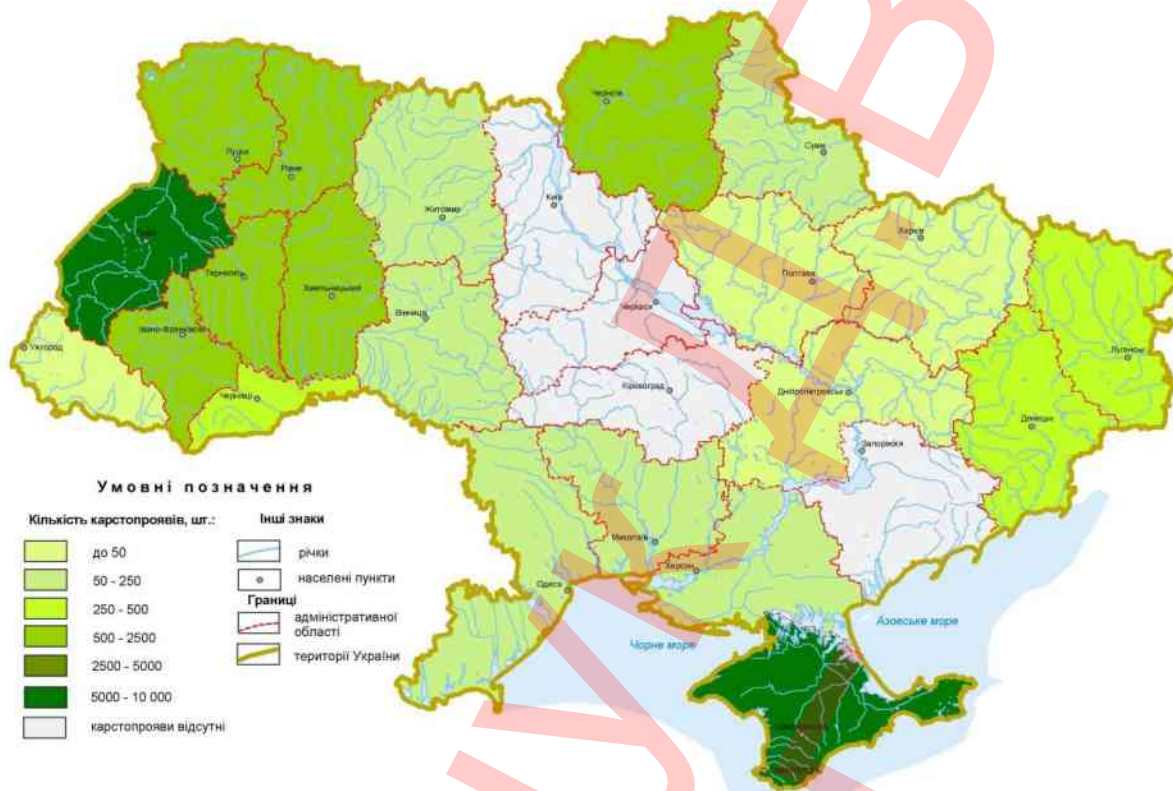 Чернігів
Суми
Луцьк
Рівне
Київ
Житомир
Харків
Львів
Тернопіль
Хмельницький
Полтава
Черкаси
Вінниця
Івано-Франківськ
Ужгород
Луганськ
Кіровоград
Дніпропетровськ
Чернівці
Донецьк
Запоріжжя
Миколаїв
Херсон
Одеса
Азовське море
Чорне море
Умовні позначення
Кількість карстопроявів, шт.:
до 50
50 - 250
250 - 500
500 - 2500
2500 - 5000
5000 - 10 000
карстопрояви відсутні
Інші знаки
річки
населені пункти
Границі
адміністративної
області
території України